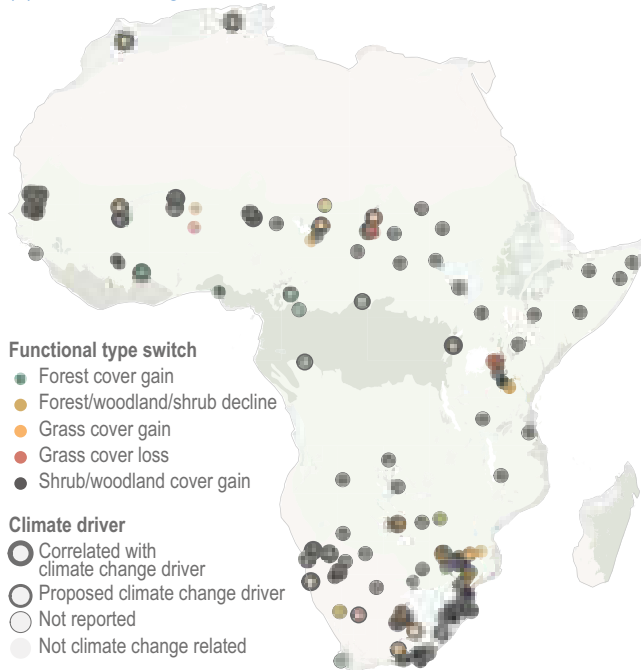 Functional type switch
Forest cover gain
Forest/woodland/shrub decline
Grass cover gain
Grass cover loss
Shrub/woodland cover gain
Climate driver
Correlated with
climate change driver
Proposed climate change driver
Not reported
Not climate change related